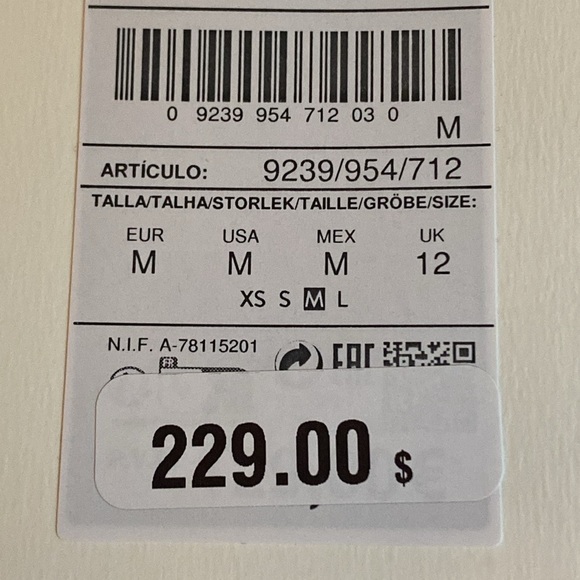 0 9239 954 712 03 0
M
ARTÍCULO: 9239/954/712
TALLA/TALHA/STORLEK/TAILLE/GRÖBE/SIZE:
EUR USA MEX UK
M M M 12
XS S M L
N.I.F. A-78115201
EAC
229.00 $